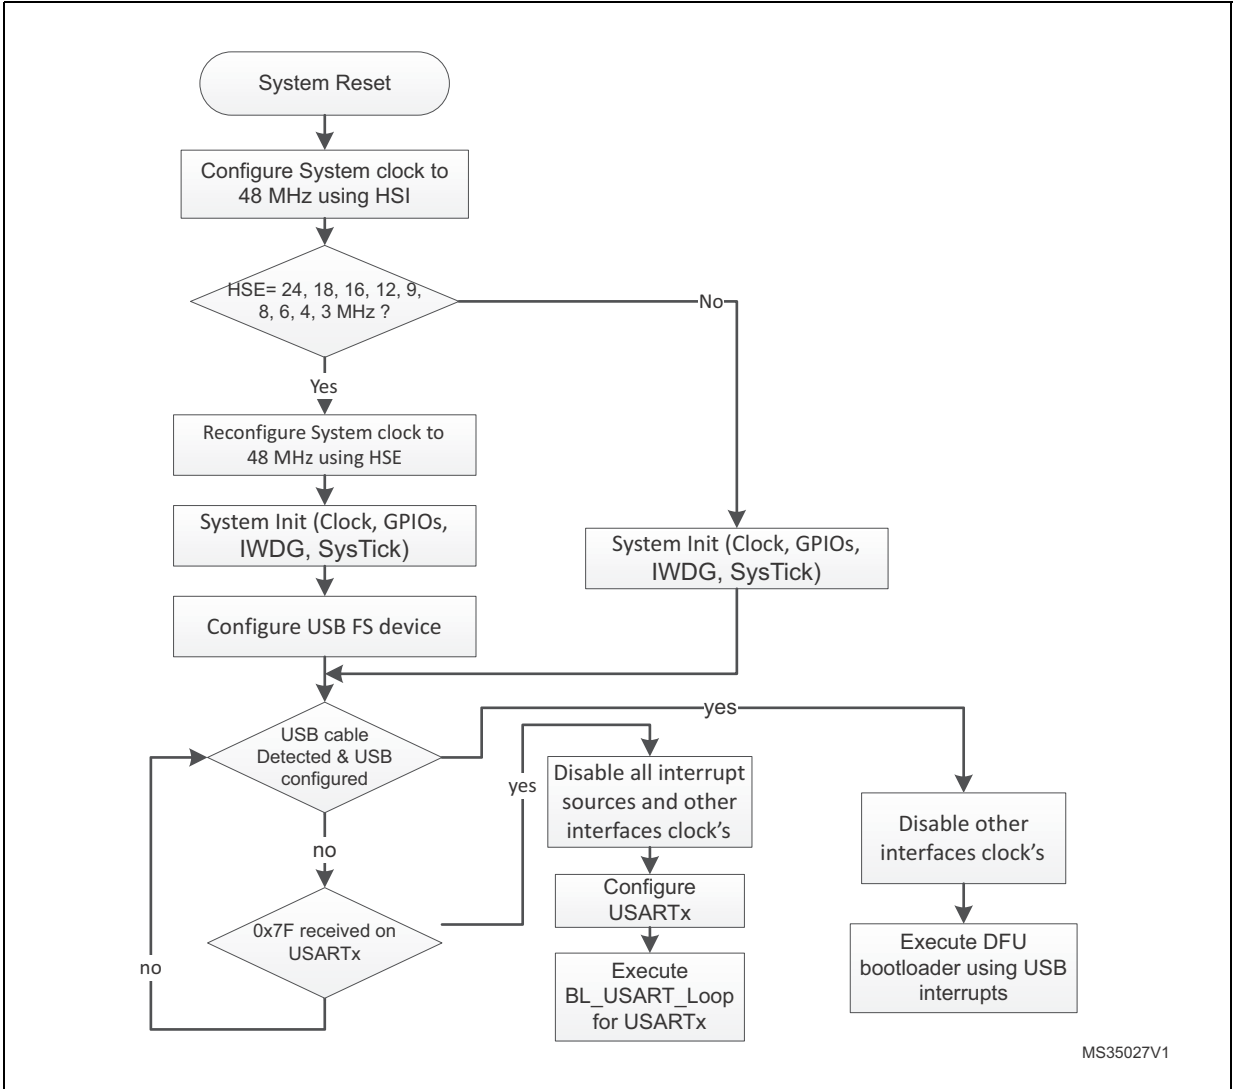 System Reset
Configure System clock to
48 MHz using HSI
HSE= 24, 18, 16, 12, 9,
8, 6, 4, 3 MHz ?
No
Yes
Reconfigure System clock to
48 MHz using HSE
System Init (Clock, GPIOs,
IWDG, SysTick)
System Init (Clock, GPIOs,
IWDG, SysTick)
Configure USB FS device
USB cable
Detected & USB
configured
yes
yes
no
Disable all interrupt
sources and other
interfaces clock's
Disable other
interfaces clock's
0x7F received on
USARTx
no
Configure
USARTx
Execute
BL_USART_Loop
for USARTx
Execute DFU
bootloader using USB
interrupts
MS35027V1